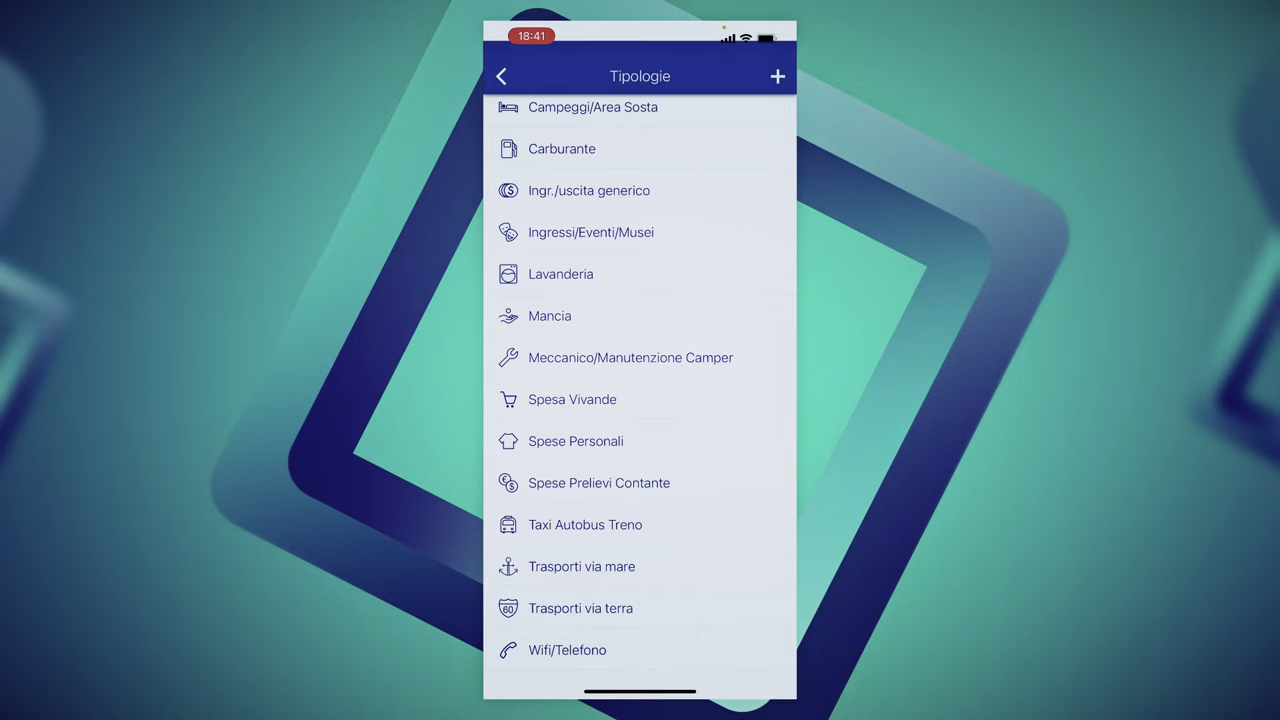 18:41
Tipologie
Campeggi/Area Sosta
Carburante
Ingr./uscita generico
Ingressi/Eventi/Musei
Lavanderia
Mancia
Meccanico/Manutenzione Camper
Spesa Vivande
Spese Personali
Spese Prelievi Contante
Taxi Autobus Treno
Trasporti via mare
60 Trasporti via terra
Wifi/Telefono